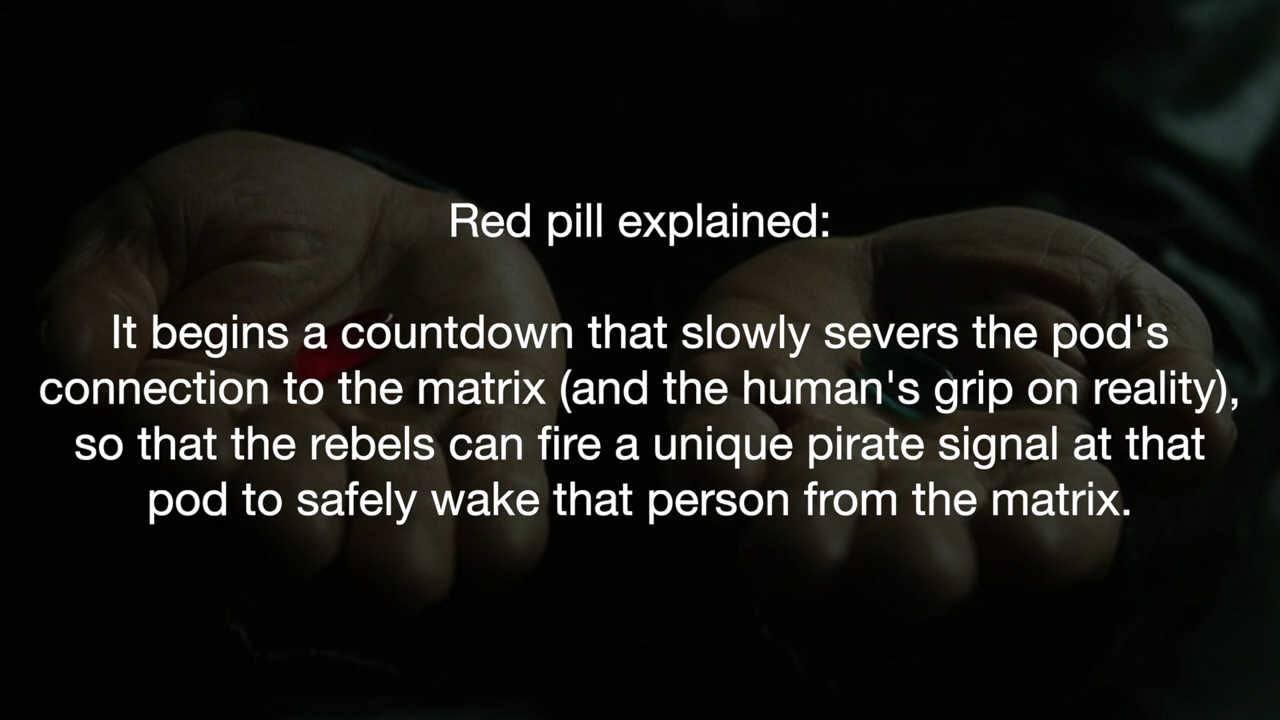 Red pill explained:
It begins a countdown that slowly severs the pod's
connection to the matrix (and the human's grip on reality),
so that the rebels can fire a unique pirate signal at that
pod to safely wake that person from the matrix.